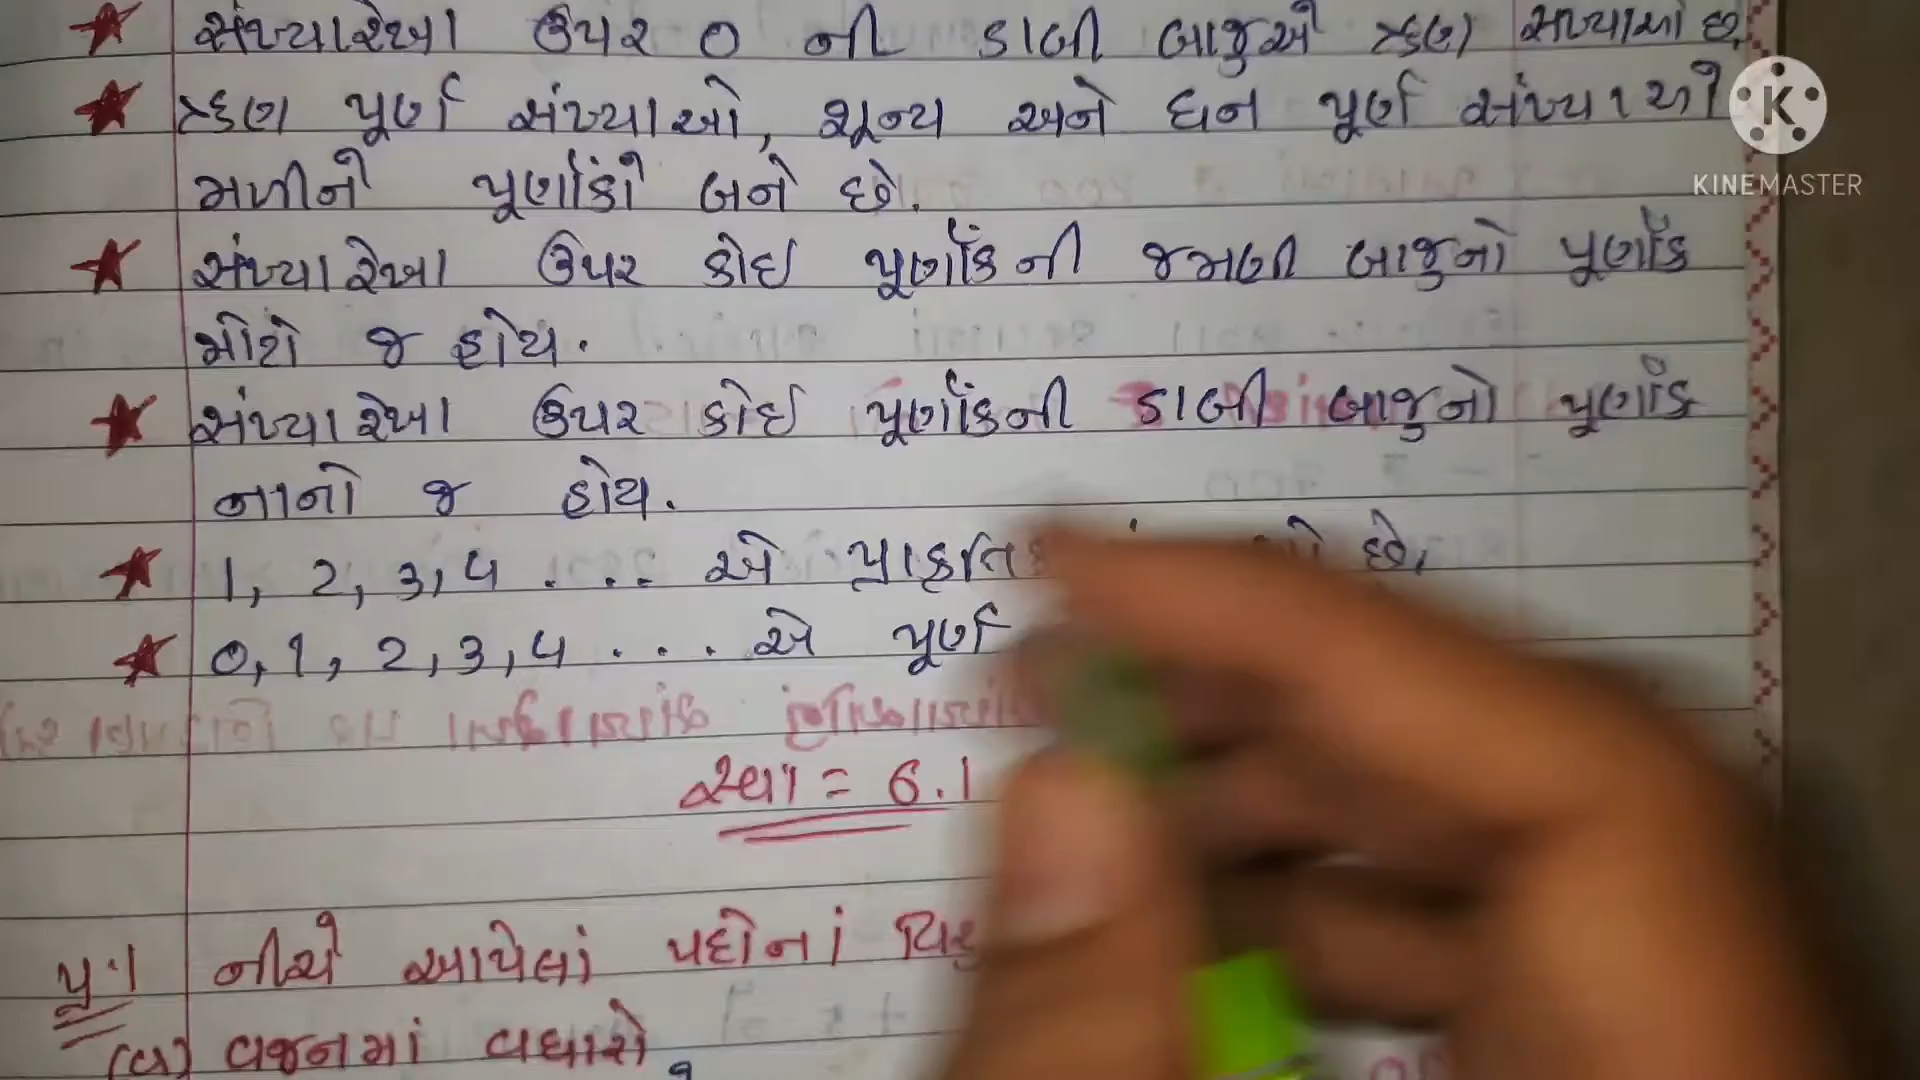 ★ સંખ્યારેખા ઉપર 0 ની ડાબી બાજુએ ઋણ સંખ્યાઓ છે.
★ ઋણ પૂર્ણ સંખ્યાઓ, શૂન્ય અને ધન પૂર્ણ સંખ્યાઓ
મળીને પૂર્ણાંકો બને છે.
★ સંખ્યારેખા ઉપર કોઈ પૂર્ણાંકની જમણી બાજુનો પૂર્ણાંક
મોટો જ હોય.
★ સંખ્યારેખા ઉપર કોઈ પૂર્ણાંકની ડાબી બાજુનો પૂર્ણાંક
નાનો જ હોય.
★ 1, 2, 3, 4 . . . એ પ્રાકૃતિક છે.
★ 0, 1, 2, 3, 4 . . . એ પૂર્ણ
સ્વા = 6.1
પ્ર.1 નીચે આપેલાં પદોનાં
વજનમાં વધારો
KINEMASTER